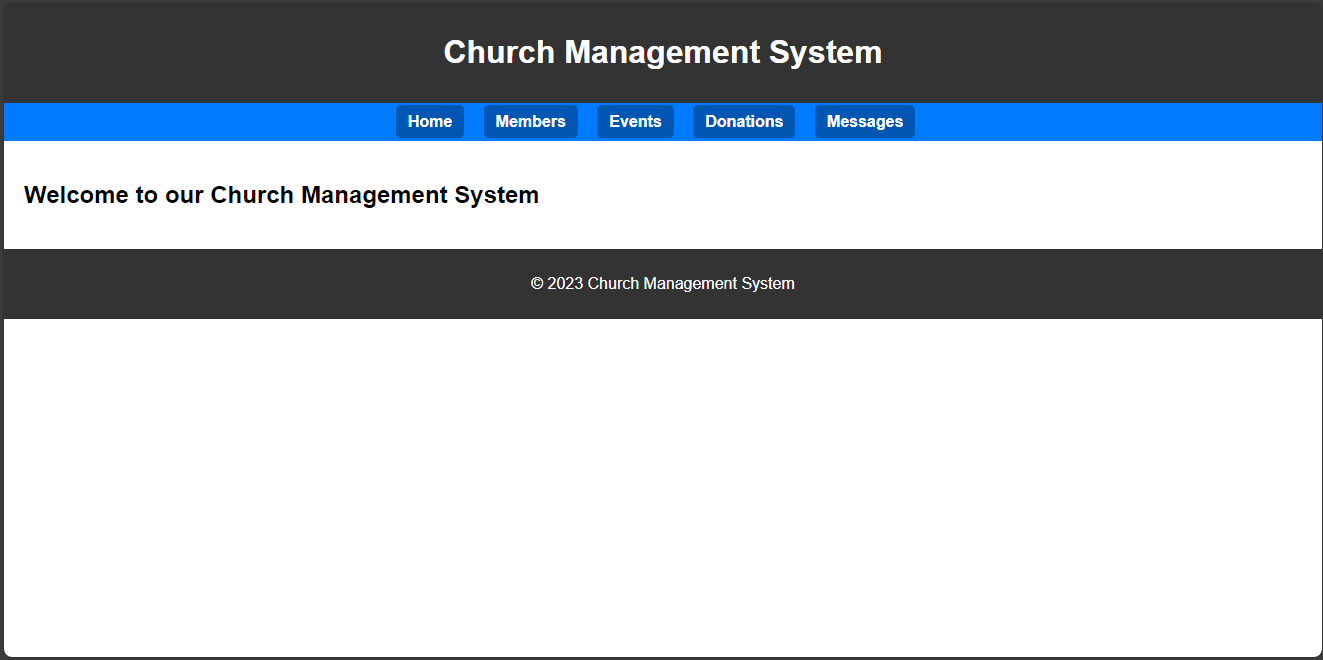 Church Management System
Home Members Events Donations Messages
Welcome to our Church Management System
© 2023 Church Management System